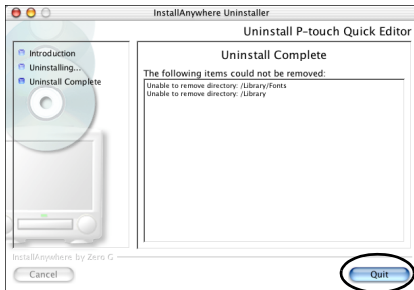 InstallAnywhere Uninstaller
Uninstall P-touch Quick Editor
Introduction
Uninstalling...
Uninstall Complete
Uninstall Complete
The following items could not be removed:
Unable to remove directory: /Library/Fonts
Unable to remove directory: /Library
InstallAnywhere by Zero G
Cancel
Quit